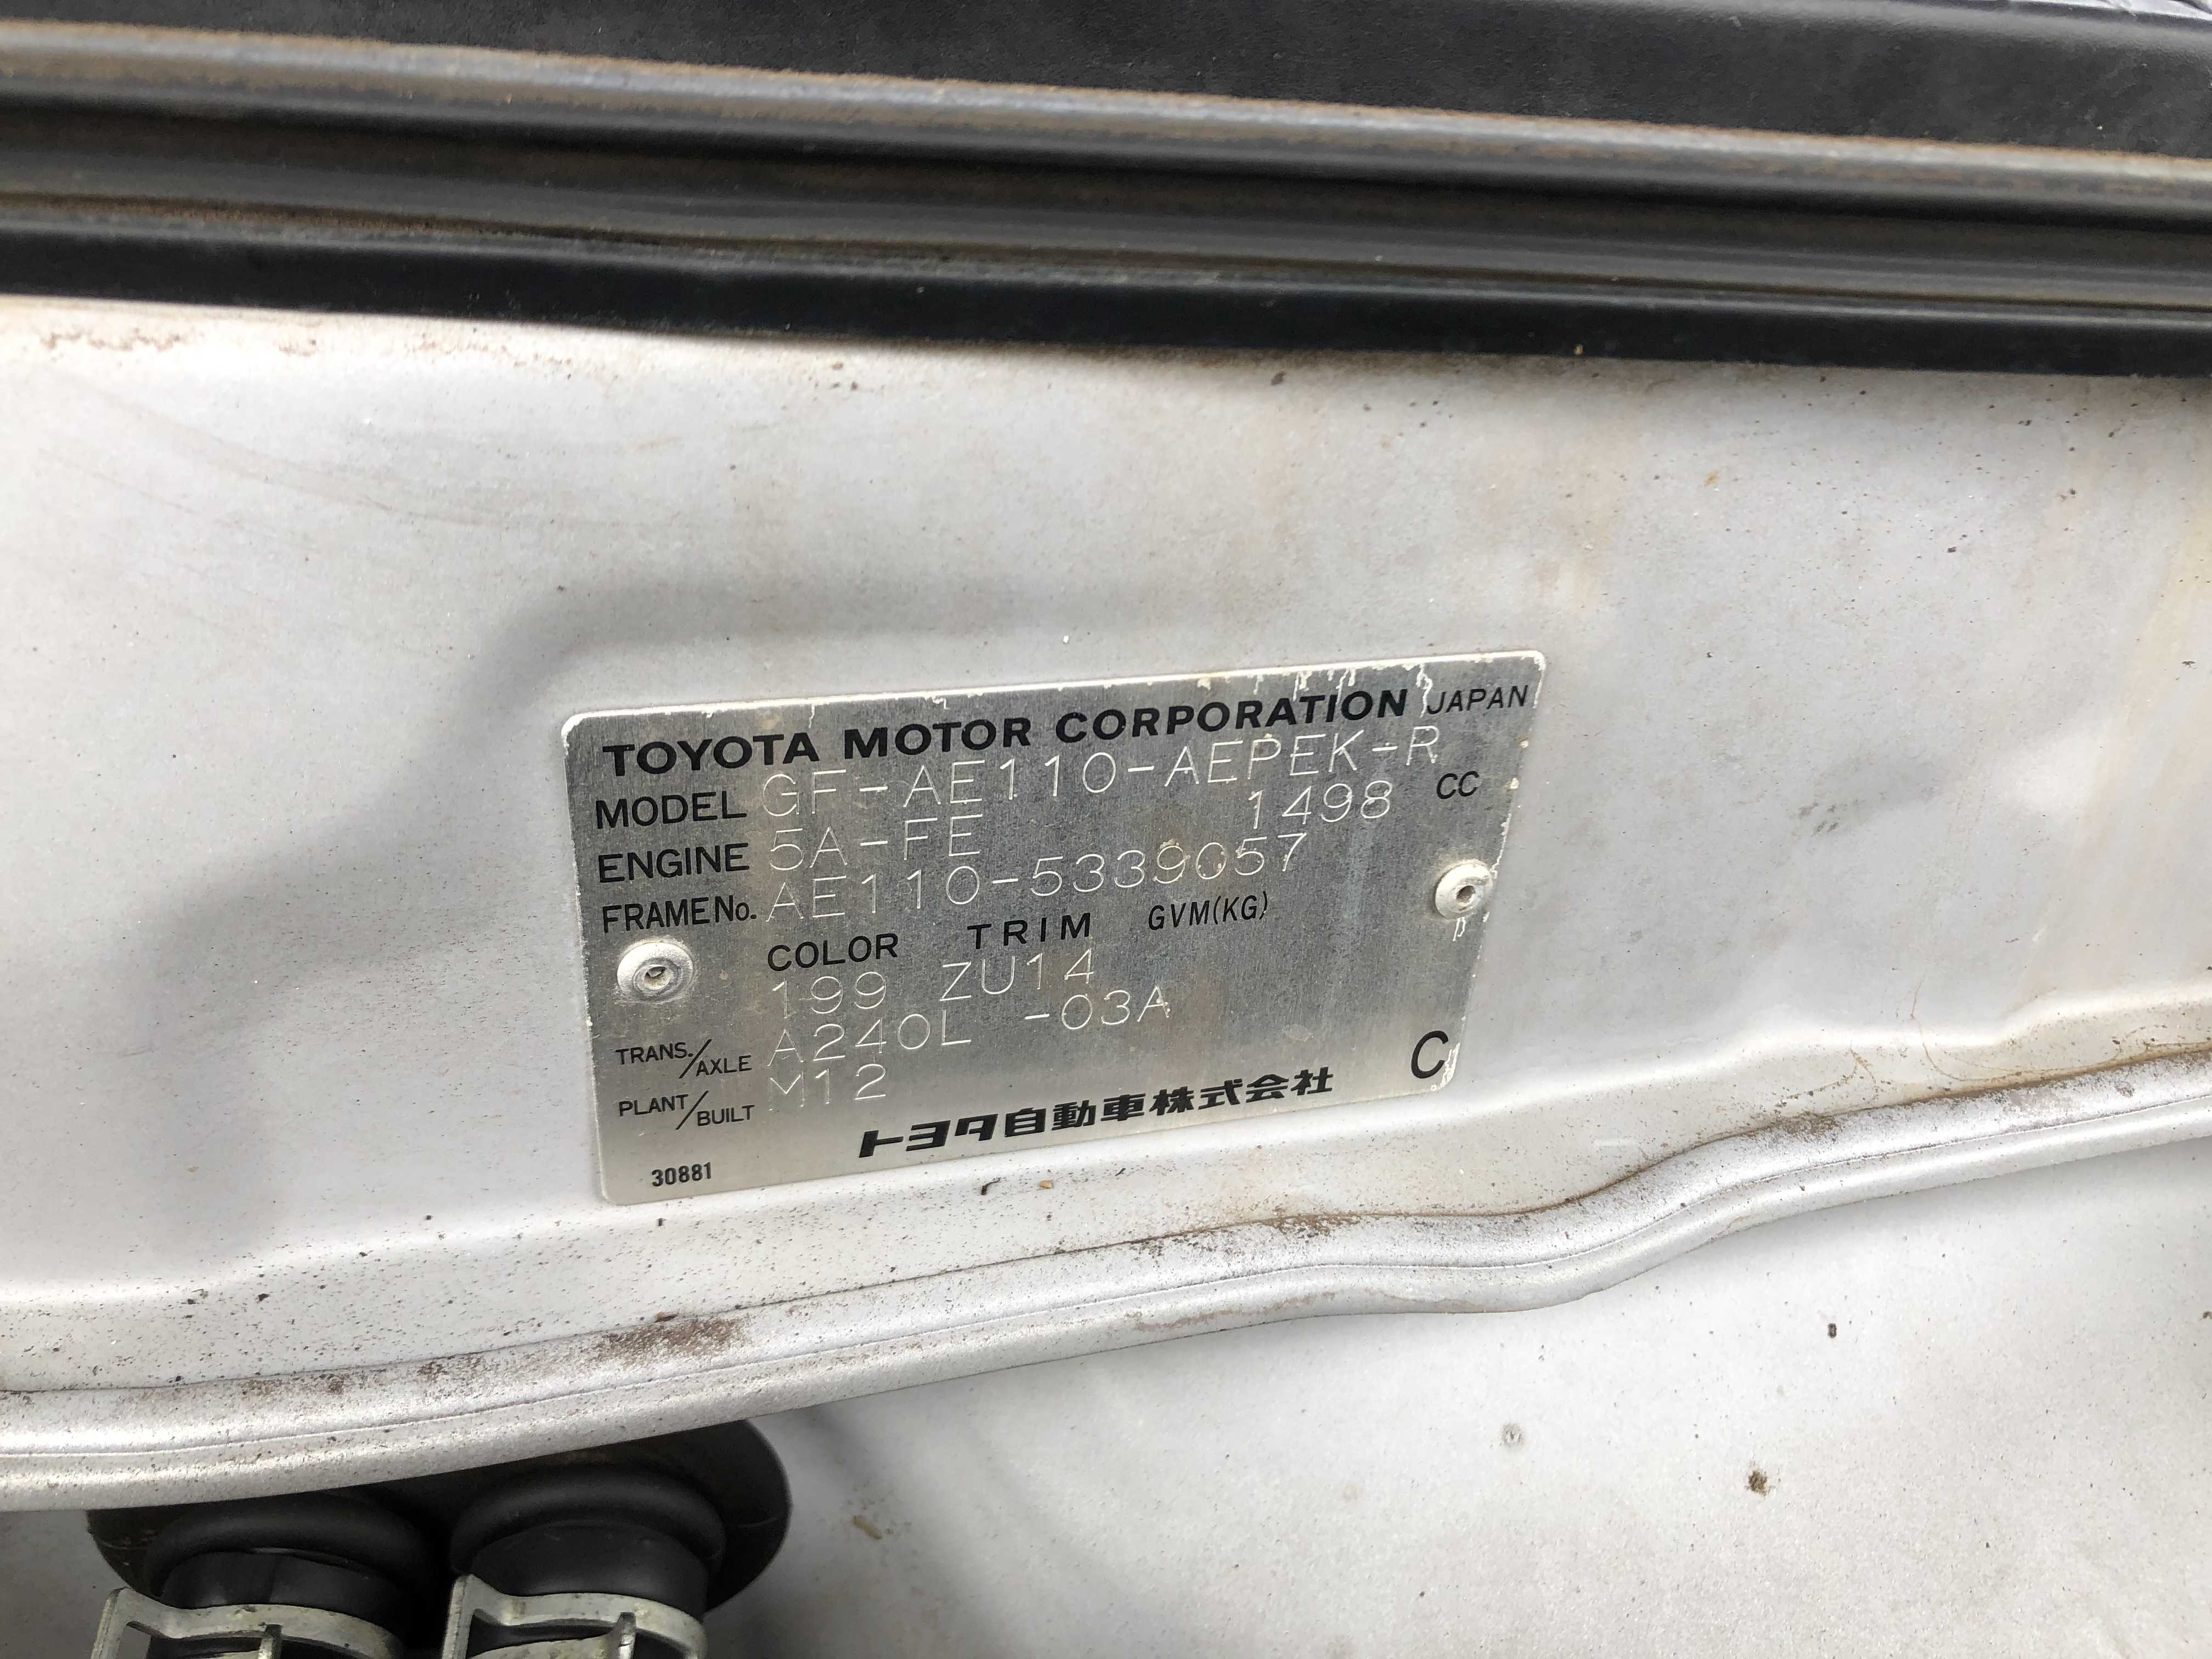 TOYOTA MOTOR CORPORATION JAPAN
MODEL GF-AE110-AEPEK-R
ENGINE 5A-FE 1498 CC
FRAME No. AE110-5339057
COLOR TRIM GVM(KG)
199 ZU14
TRANS./AXLE A240L -03A
PLANT/BUILT M12
C
トヨタ自動車株式会社
30881